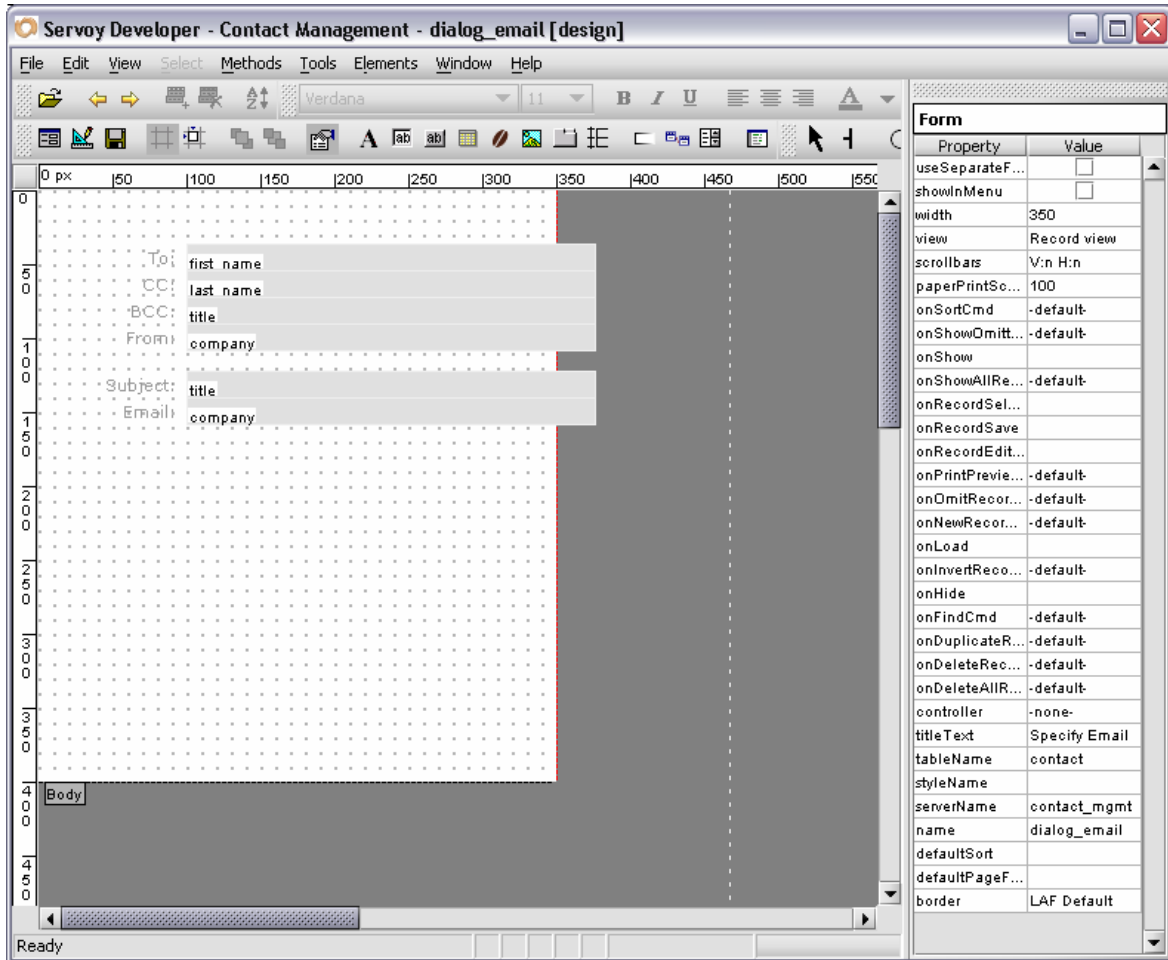 Servoy Developer - Contact Management - dialog_email [design]
File Edit View Select Methods Tools Elements Window Help
Verdana 11 B I U A
A ab ab
0 px 50 100 150 200 250 300 350 400 450 500 550
0
50
100
150
200
250
300
350
400
450
To: first_name
CC: last_name
BCC: title
From: company
Subject: title
Email: company
Body
Ready
Form
Property Value
useSeparateF...
showInMenu
width 350
view Record view
scrollbars V:n H:n
paperPrintSc... 100
onSortCmd -default-
onShowOmitt... -default-
onShow
onShowAllRe... -default-
onRecordSel...
onRecordSave
onRecordEdit...
onPrintPrevie... -default-
onOmitRecor... -default-
onNewRecor... -default-
onLoad
onInvertReco... -default-
onHide
onFindCmd -default-
onDuplicateR... -default-
onDeleteRec... -default-
onDeleteAllR... -default-
controller -none-
titleText Specify Email
tableName contact
styleName
serverName contact_mgmt
name dialog_email
defaultSort
defaultPageF...
border LAF Default